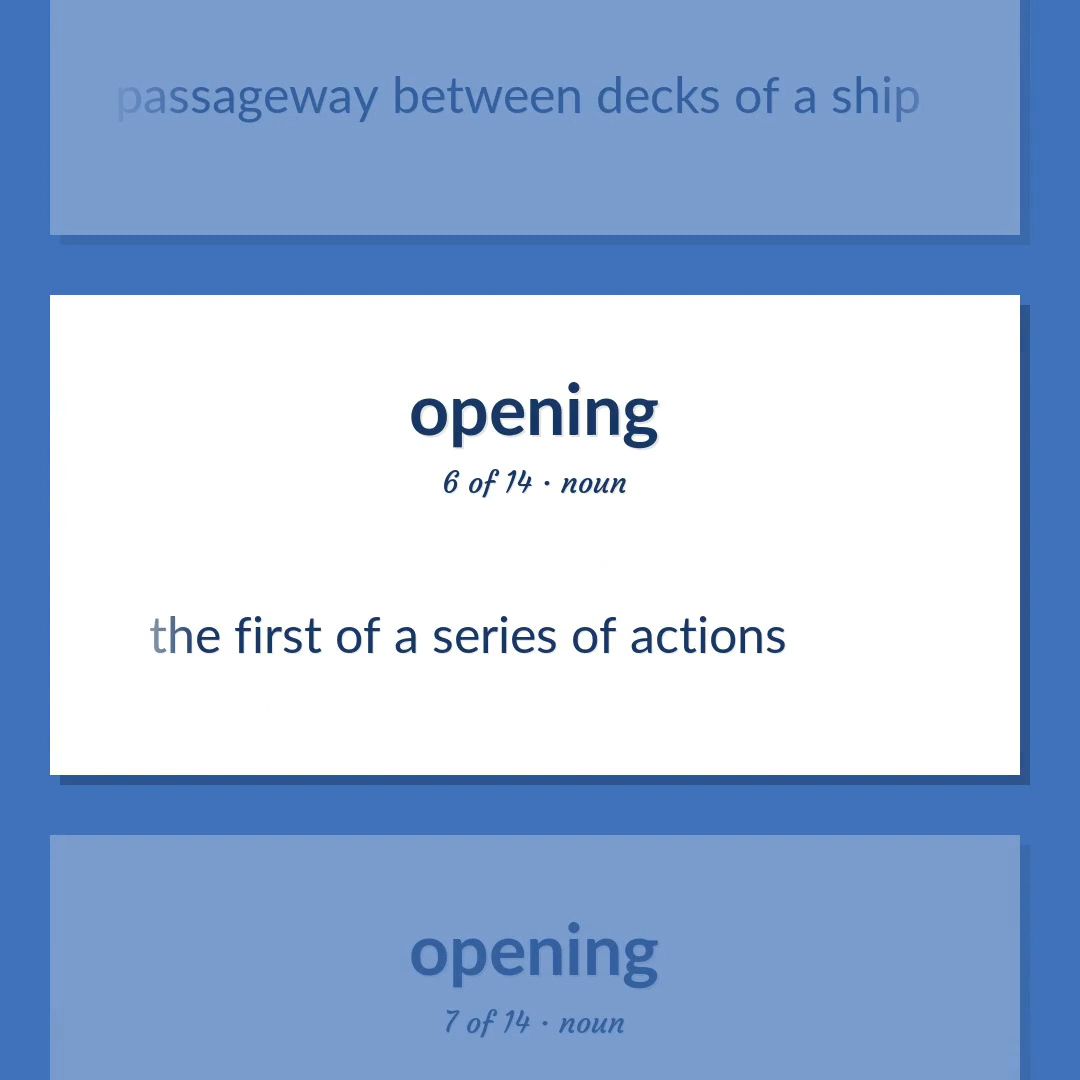 passageway between decks of a ship
opening
6 of 14 · noun
the first of a series of actions
opening
7 of 14 · noun